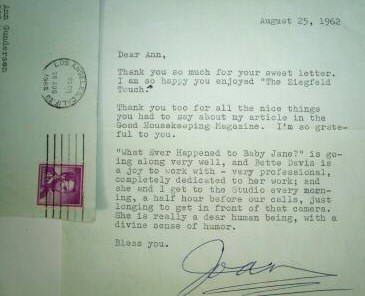 Ann Gundersen
LOS ANGELES, CALIF.
AUG
1962
August 25, 1962
Dear Ann,
Thank you so much for your sweet letter.
I am so happy you enjoyed "The Ziegfeld
Touch."
Thank you too for all the nice things
you had to say about my article in the
Good Housekeeping Magazine. I'm so grate-
ful to you.
"What Ever Happened to Baby Jane?" is go-
ing along very well, and Bette Davis is
a joy to work with - very professional,
completely dedicated to her work; and
she and I get to the Studio every morn-
ing, a half hour before our calls, just
longing to get in front of that camera.
She is really a dear human being, with a
divine sense of humor.
Bless you.
Joan